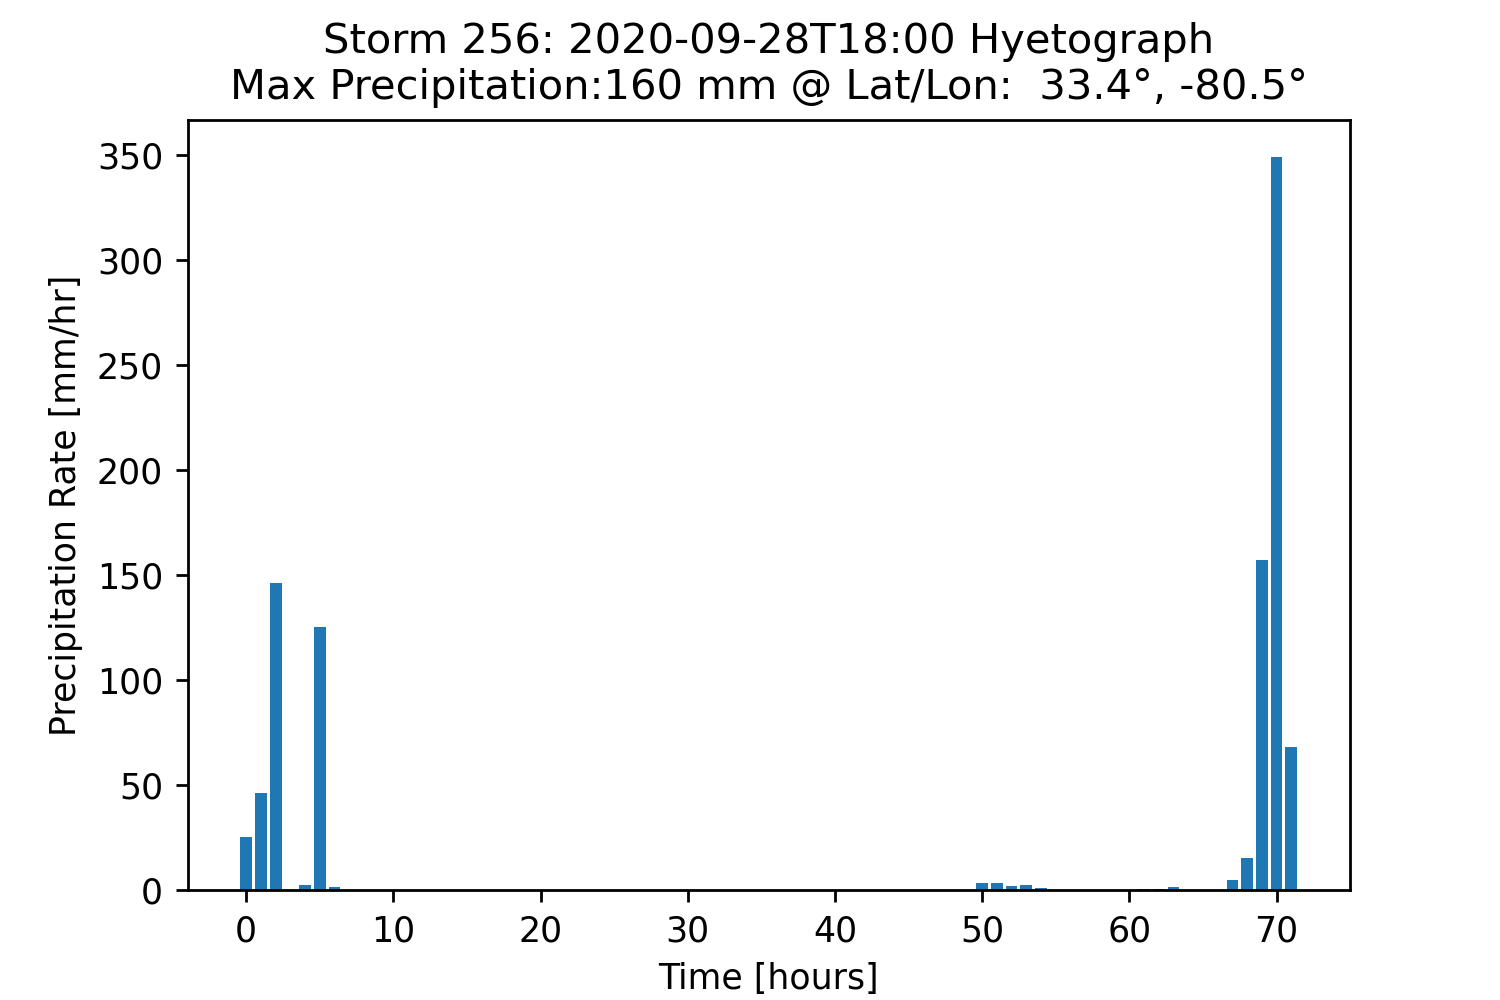 Storm 256: 2020-09-28T18:00 Hyetograph
Max Precipitation:160 mm @ Lat/Lon:  33.4°, -80.5°
Precipitation Rate [mm/hr]
350
300
250
200
150
100
50
0
0 10 20 30 40 50 60 70
Time [hours]